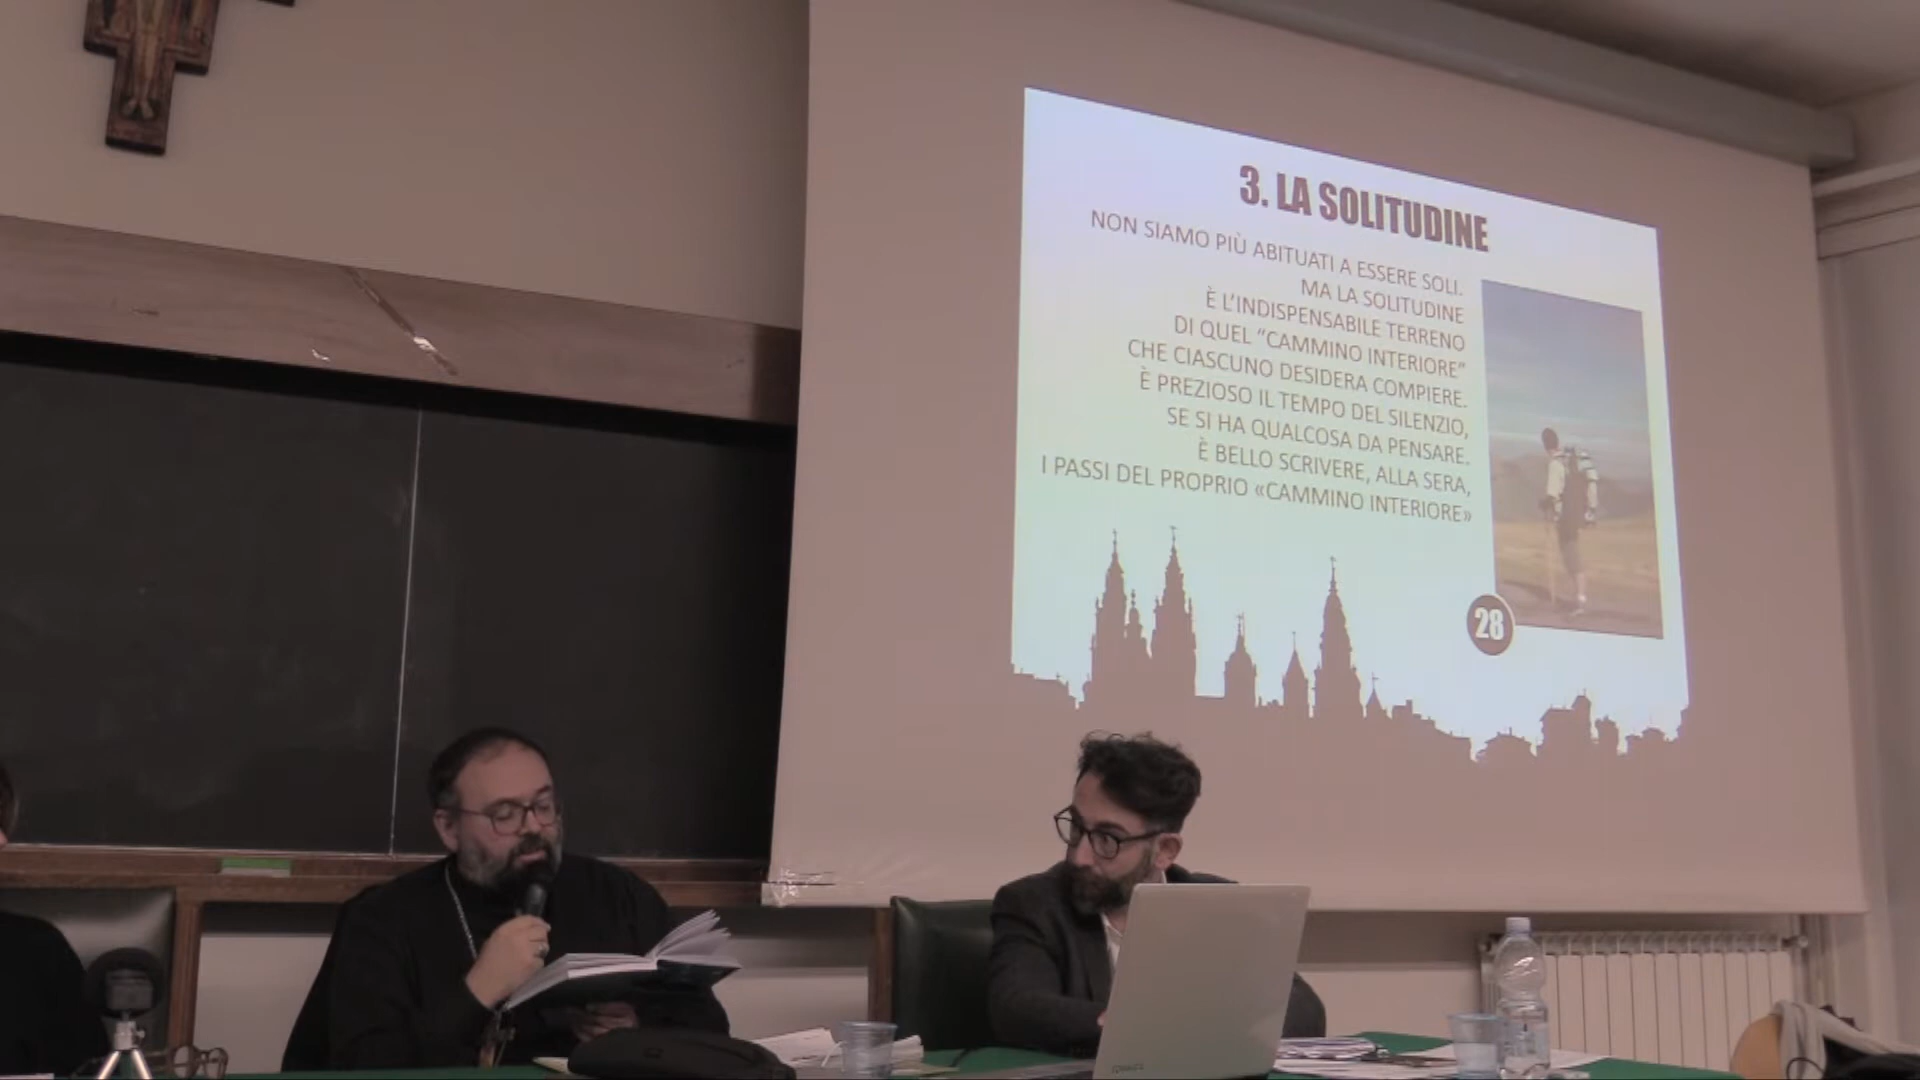 3. LA SOLITUDINE
NON SIAMO PIÙ ABITUATI A ESSERE SOLI.
MA LA SOLITUDINE
È L'INDISPENSABILE TERRENO
DI QUEL "CAMMINO INTERIORE"
CHE CIASCUNO DESIDERA COMPIERE.
È PREZIOSO IL TEMPO DEL SILENZIO,
SE SI HA QUALCOSA DA PENSARE.
È BELLO SCRIVERE, ALLA SERA,
I PASSI DEL PROPRIO «CAMMINO INTERIORE»
28